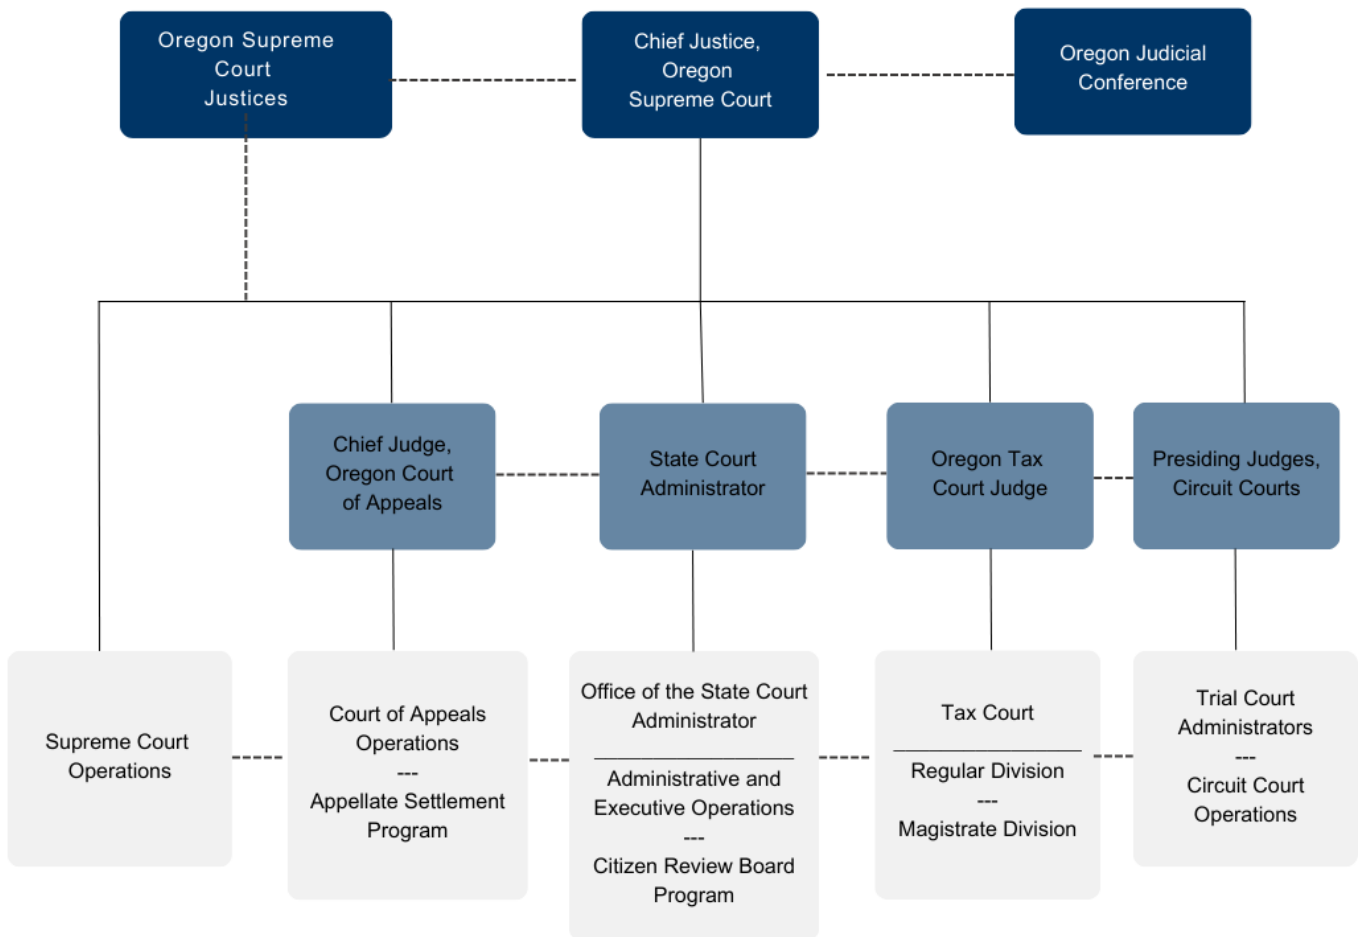 Oregon Supreme
Court
Justices
Chief Justice,
Oregon
Supreme Court
Oregon Judicial
Conference
Chief Judge,
Oregon Court
of Appeals
State Court
Administrator
Oregon Tax
Court Judge
Presiding Judges,
Circuit Courts
Supreme Court
Operations
Court of Appeals
Operations
---
Appellate Settlement
Program
Office of the State Court
Administrator
Administrative and
Executive Operations
---
Citizen Review Board
Program
Tax Court
Regular Division
---
Magistrate Division
Trial Court
Administrators
---
Circuit Court
Operations